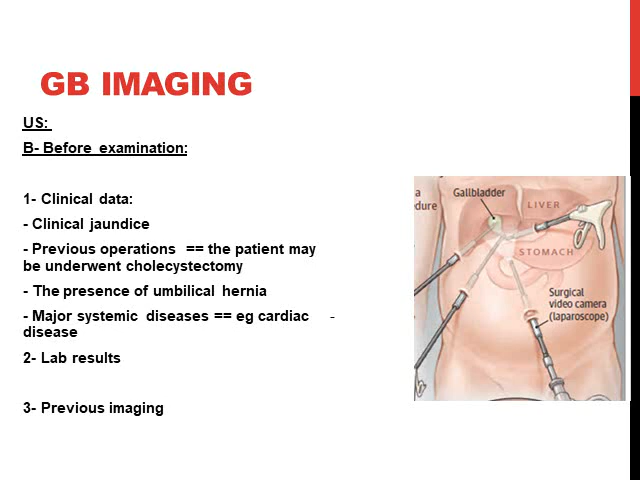 GB IMAGING
US:
B- Before examination:
1- Clinical data:
- Clinical jaundice
- Previous operations == the patient may
be underwent cholecystectomy
- The presence of umbilical hernia
- Major systemic diseases == eg cardiac -
disease
2- Lab results
3- Previous imaging
a
dure
Gallbladder
LIVER
STOMACH
Surgical
video camera
(laparoscope)